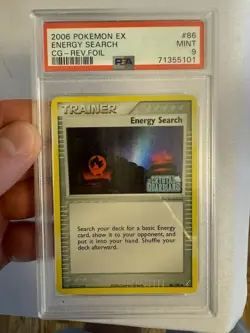 2006 POKEMON EX #86
ENERGY SEARCH MINT
CG-REV.FOIL PSA 9
71355101
TRAINER
Energy Search
CRYSTAL
GUARDIANS
Search your deck for a basic Energy
card, show it to your opponent, and
put it into your hand. Shuffle your
deck afterward.